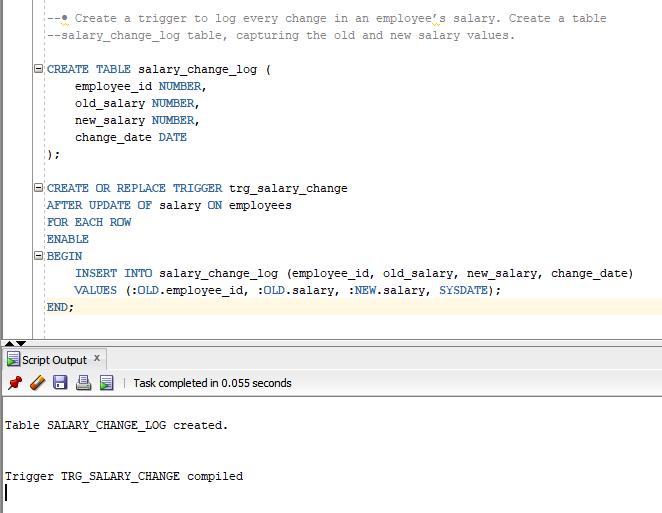 --● Create a trigger to log every change in an employee’s salary. Create a table
--salary_change_log table, capturing the old and new salary values.
CREATE TABLE salary_change_log (
employee_id NUMBER,
old_salary NUMBER,
new_salary NUMBER,
change_date DATE
);
CREATE OR REPLACE TRIGGER trg_salary_change
AFTER UPDATE OF salary ON employees
FOR EACH ROW
ENABLE
BEGIN
INSERT INTO salary_change_log (employee_id, old_salary, new_salary, change_date)
VALUES (:OLD.employee_id, :OLD.salary, :NEW.salary, SYSDATE);
END;
Script Output x
Task completed in 0.055 seconds
Table SALARY_CHANGE_LOG created.
Trigger TRG_SALARY_CHANGE compiled